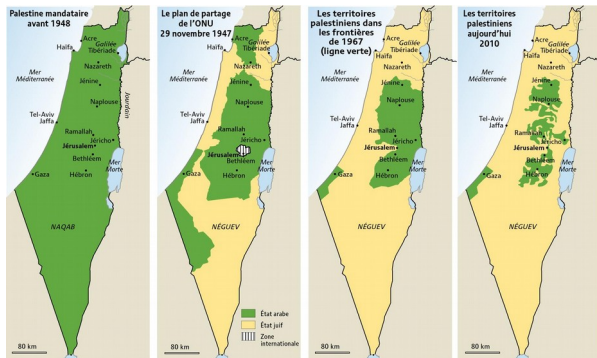 Palestine mandataire
avant 1948
Acre
Haïfa
Galilée
Tibériade
Nazareth
Mer
Méditerranée
Jénine
Naplouse
Jourdain
Tel-Aviv
Jaffa
Ramallah
Jéricho
Jérusalem
Bethléem
Gaza
Hébron
Mer
Morte
NAQAB
80 km
Le plan de partage
de l'ONU
29 novembre 1947
Acre
Haïfa
Galilée
Tibériade
Nazareth
Mer
Méditerranée
Jénine
Naplouse
Tel-Aviv
Jaffa
Ramallah
Jéricho
Jérusalem
Bethléem
Gaza
Hébron
Mer
Morte
NÉGUEV
État arabe
État juif
Zone
internationale
80 km
Les territoires
palestiniens dans
les frontières
de 1967
(ligne verte)
Acre
Haïfa
Galilée
Tibériade
Nazareth
Mer
Méditerranée
Jénine
Naplouse
Tel-Aviv
Jaffa
Ramallah
Jéricho
Jérusalem
Bethléem
Gaza
Hébron
Mer
Morte
NÉGUEV
80 km
Les territoires
palestiniens
aujourd'hui
2010
Acre
Haïfa
Galilée
Tibériade
Nazareth
Mer
Méditerranée
Jénine
Naplouse
Tel-Aviv
Jaffa
Ramallah
Jéricho
Jérusalem
Bethléem
Gaza
Hébron
Mer
Morte
NÉGUEV
80 km